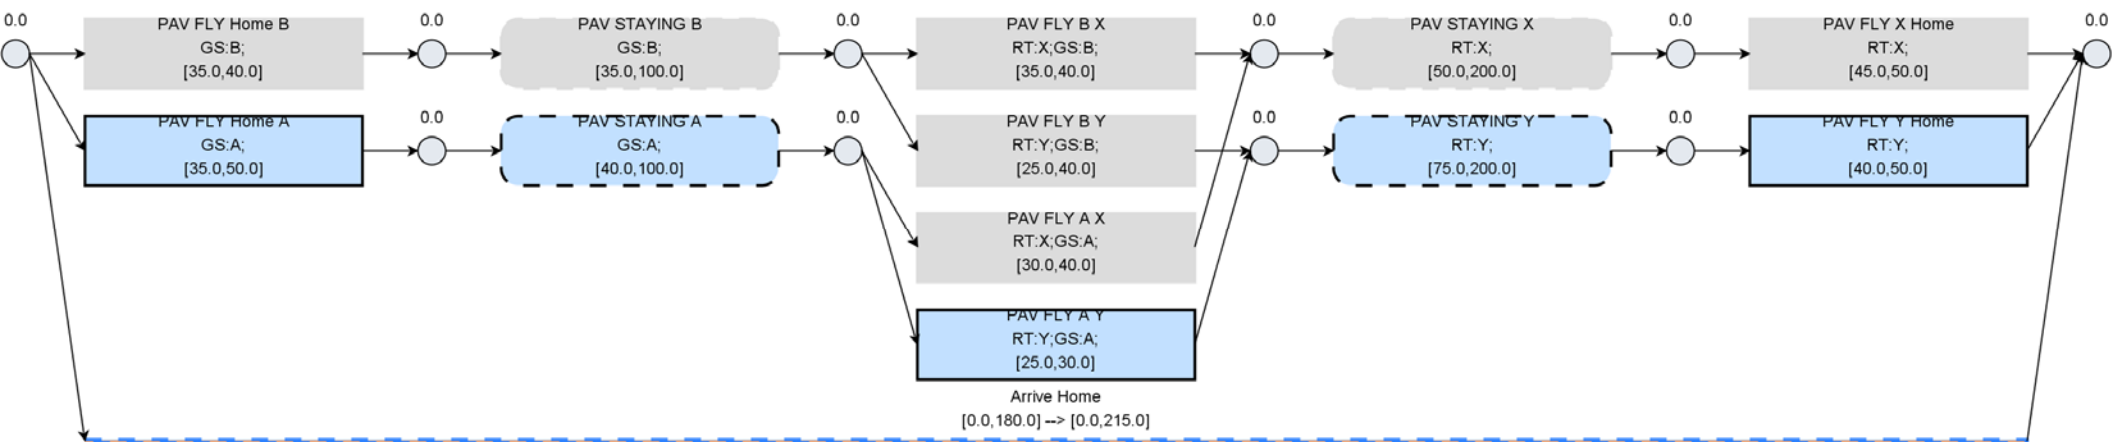 0.0
PAV FLY Home B
GS:B;
[35.0,40.0]
0.0
PAV STAYING B
GS:B;
[35.0,100.0]
0.0
PAV FLY B X
RT:X;GS:B;
[35.0,40.0]
0.0
PAV STAYING X
RT:X;
[50.0,200.0]
0.0
PAV FLY X Home
RT:X;
[45.0,50.0]
0.0
PAV FLY Home A
GS:A;
[35.0,50.0]
0.0
PAV STAYING A
GS:A;
[40.0,100.0]
0.0
PAV FLY B Y
RT:Y;GS:B;
[25.0,40.0]
0.0
PAV STAYING Y
RT:Y;
[75.0,200.0]
0.0
PAV FLY Y Home
RT:Y;
[40.0,50.0]
PAV FLY A X
RT:X;GS:A;
[30.0,40.0]
PAV FLY A Y
RT:Y;GS:A;
[25.0,30.0]
Arrive Home
[0.0,180.0] --> [0.0,215.0]